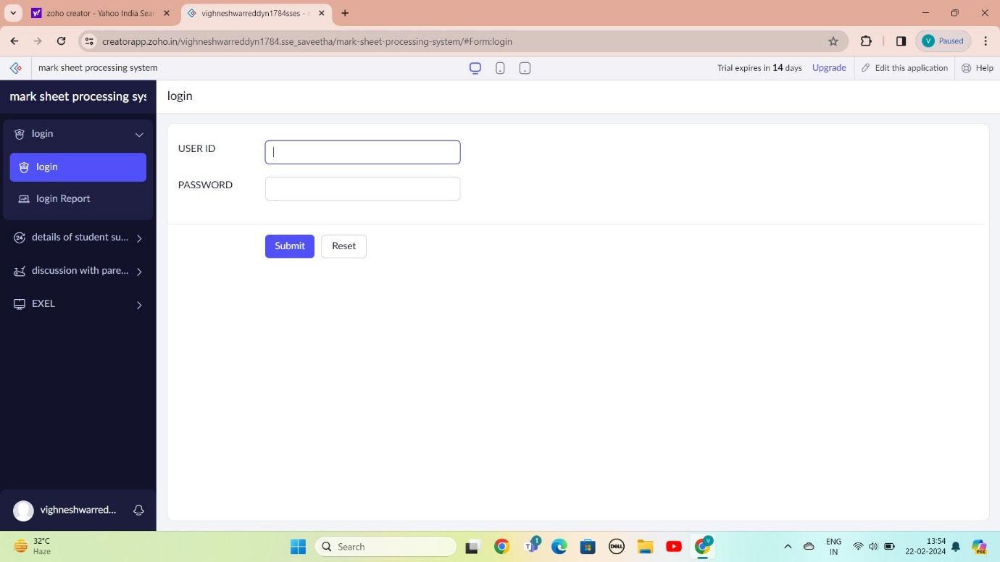 zoho creator - Yahoo India Sear
vighneshwarreddyn1784sses - 
creatorapp.zoho.in/vighneshwarreddyn1784.sse_saveetha/mark-sheet-processing-system/#Form:login
V Paused
mark sheet processing system
Trial expires in 14 days Upgrade Edit this application Help
mark sheet processing sys
login
login
login
login Report
details of student su...
discussion with pare...
EXEL
USER ID
PASSWORD
Submit Reset
vighneshwarred...
32°C
Haze
Search
1
DELL
V
ENG
IN
13:54
22-02-2024
PRE